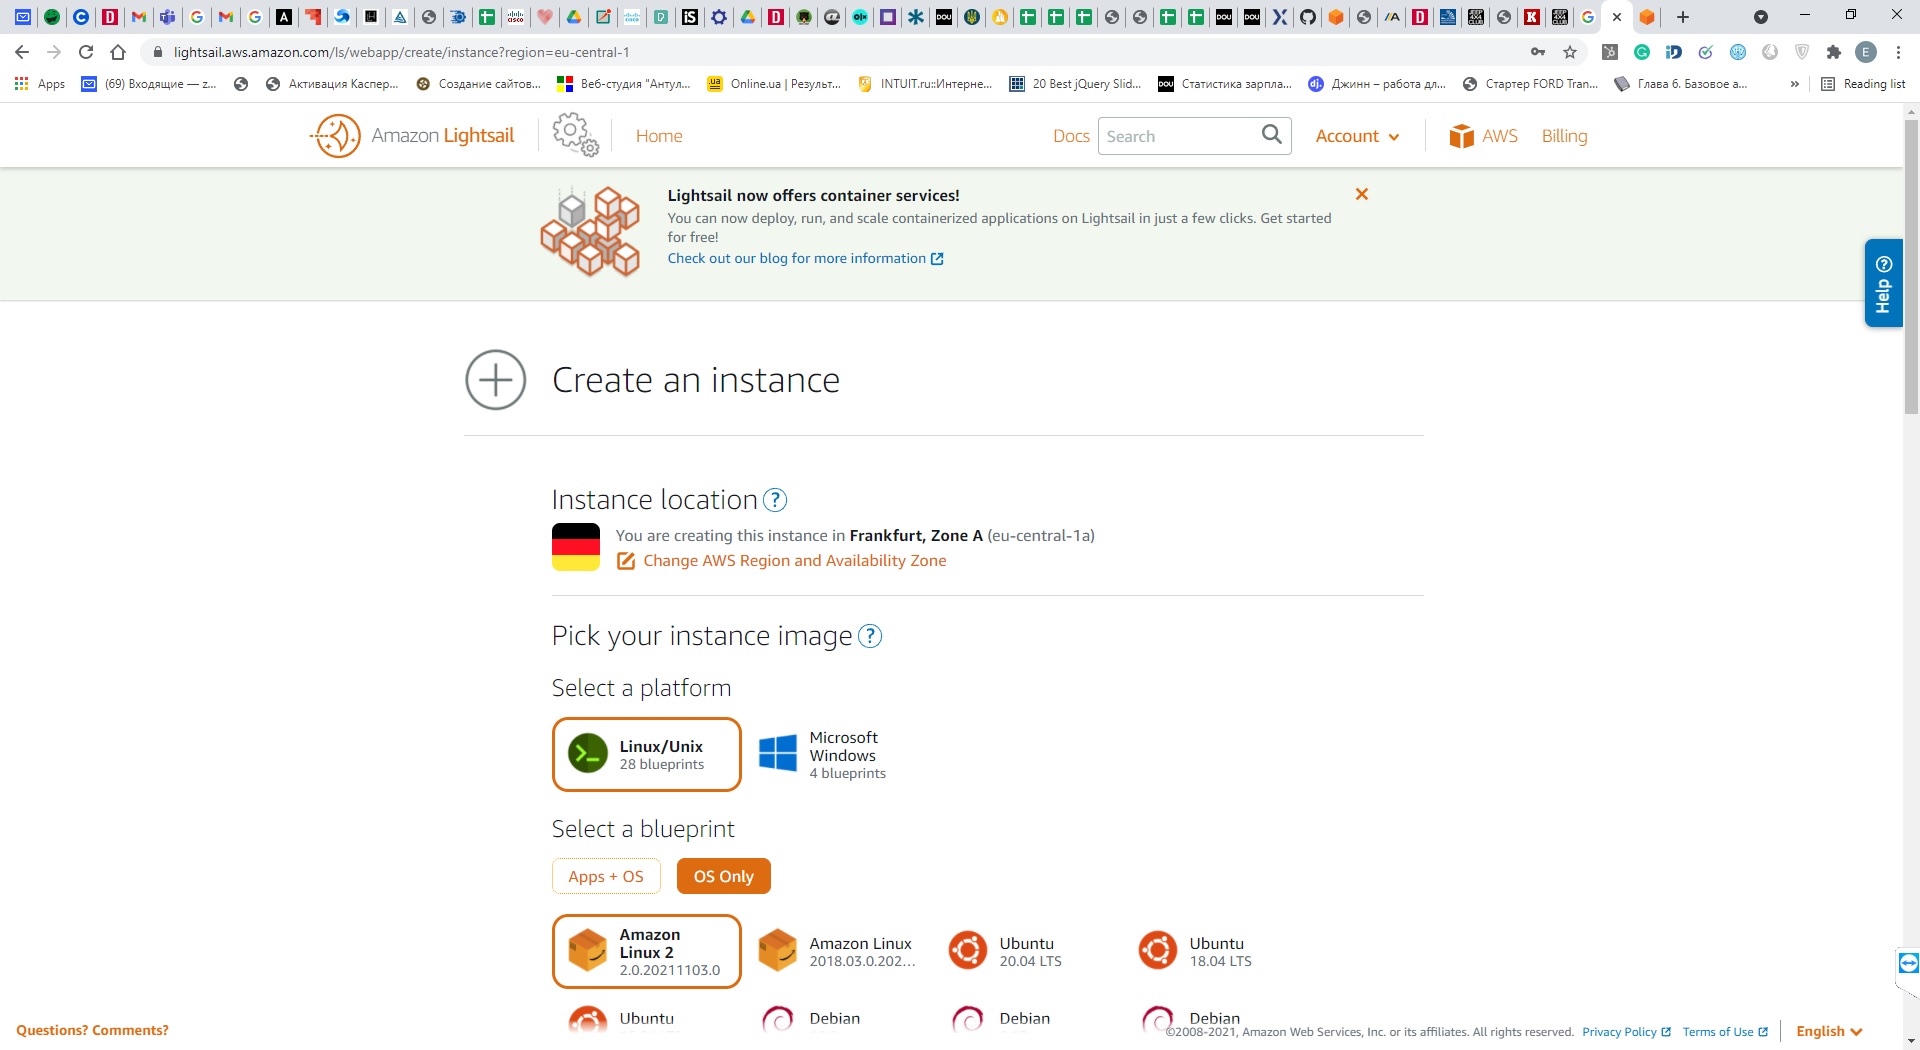 lightsail.aws.amazon.com/ls/webapp/create/instance?region=eu-central-1
Apps
(69) Входящие — z...
Активация Каспер...
Создание сайтов...
Веб-студия "Антул...
Online.ua | Результ...
INTUIT.ru::Интерне...
20 Best jQuery Slid...
Статистика зарпла...
Джинн – работа дл...
Стартер FORD Tran...
Глава 6. Базовое а...
»
Reading list
Amazon Lightsail
Home
Docs
Search
Account
AWS
Billing
Lightsail now offers container services!
You can now deploy, run, and scale containerized applications on Lightsail in just a few clicks. Get started
for free!
Check out our blog for more information
Help
Create an instance
Instance location
You are creating this instance in Frankfurt, Zone A (eu-central-1a)
Change AWS Region and Availability Zone
Pick your instance image
Select a platform
Linux/Unix
28 blueprints
Microsoft
Windows
4 blueprints
Select a blueprint
Apps + OS
OS Only
Amazon
Linux 2
2.0.20211103.0
Amazon Linux
2018.03.0.202...
Ubuntu
20.04 LTS
Ubuntu
18.04 LTS
Ubuntu
Debian
Debian
Debian
Questions? Comments?
©2008-2021, Amazon Web Services, Inc. or its affiliates. All rights reserved.
Privacy Policy
Terms of Use
English